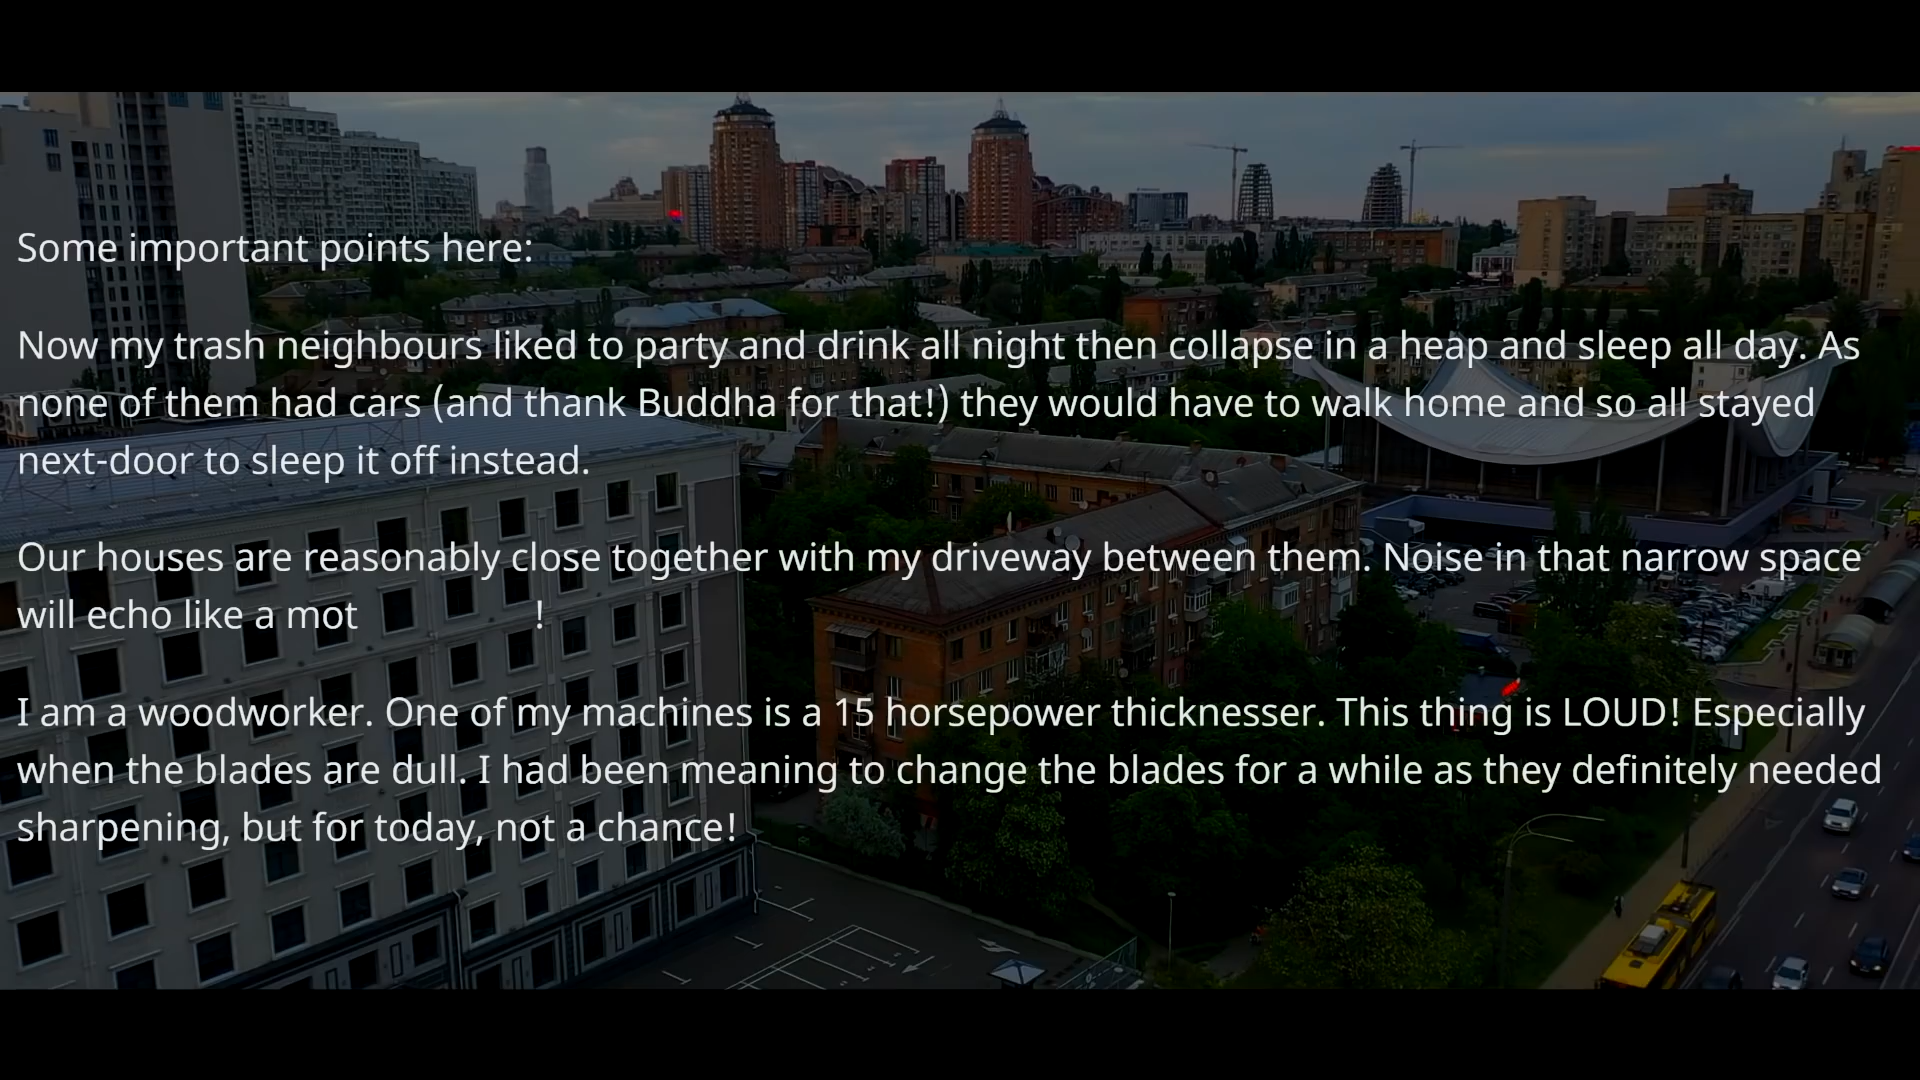 Some important points here:
Now my trash neighbours liked to party and drink all night then collapse in a heap and sleep all day. As
none of them had cars (and thank Buddha for that!) they would have to walk home and so all stayed
next-door to sleep it off instead.
Our houses are reasonably close together with my driveway between them. Noise in that narrow space
will echo like a mot !
I am a woodworker. One of my machines is a 15 horsepower thicknesser. This thing is LOUD! Especially
when the blades are dull. I had been meaning to change the blades for a while as they definitely needed
sharpening, but for today, not a chance!